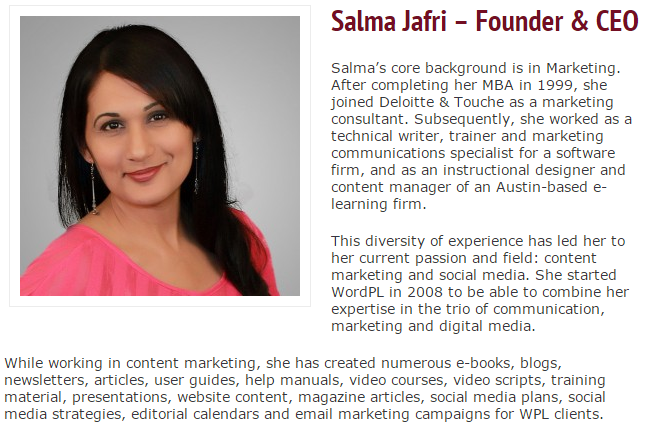 Salma Jafri – Founder & CEO
Salma's core background is in Marketing.
After completing her MBA in 1999, she
joined Deloitte & Touche as a marketing
consultant. Subsequently, she worked as a
technical writer, trainer and marketing
communications specialist for a software
firm, and as an instructional designer and
content manager of an Austin-based e-
learning firm.
This diversity of experience has led her to
her current passion and field: content
marketing and social media. She started
WordPL in 2008 to be able to combine her
expertise in the trio of communication,
marketing and digital media.
While working in content marketing, she has created numerous e-books, blogs,
newsletters, articles, user guides, help manuals, video courses, video scripts, training
material, presentations, website content, magazine articles, social media plans, social
media strategies, editorial calendars and email marketing campaigns for WPL clients.